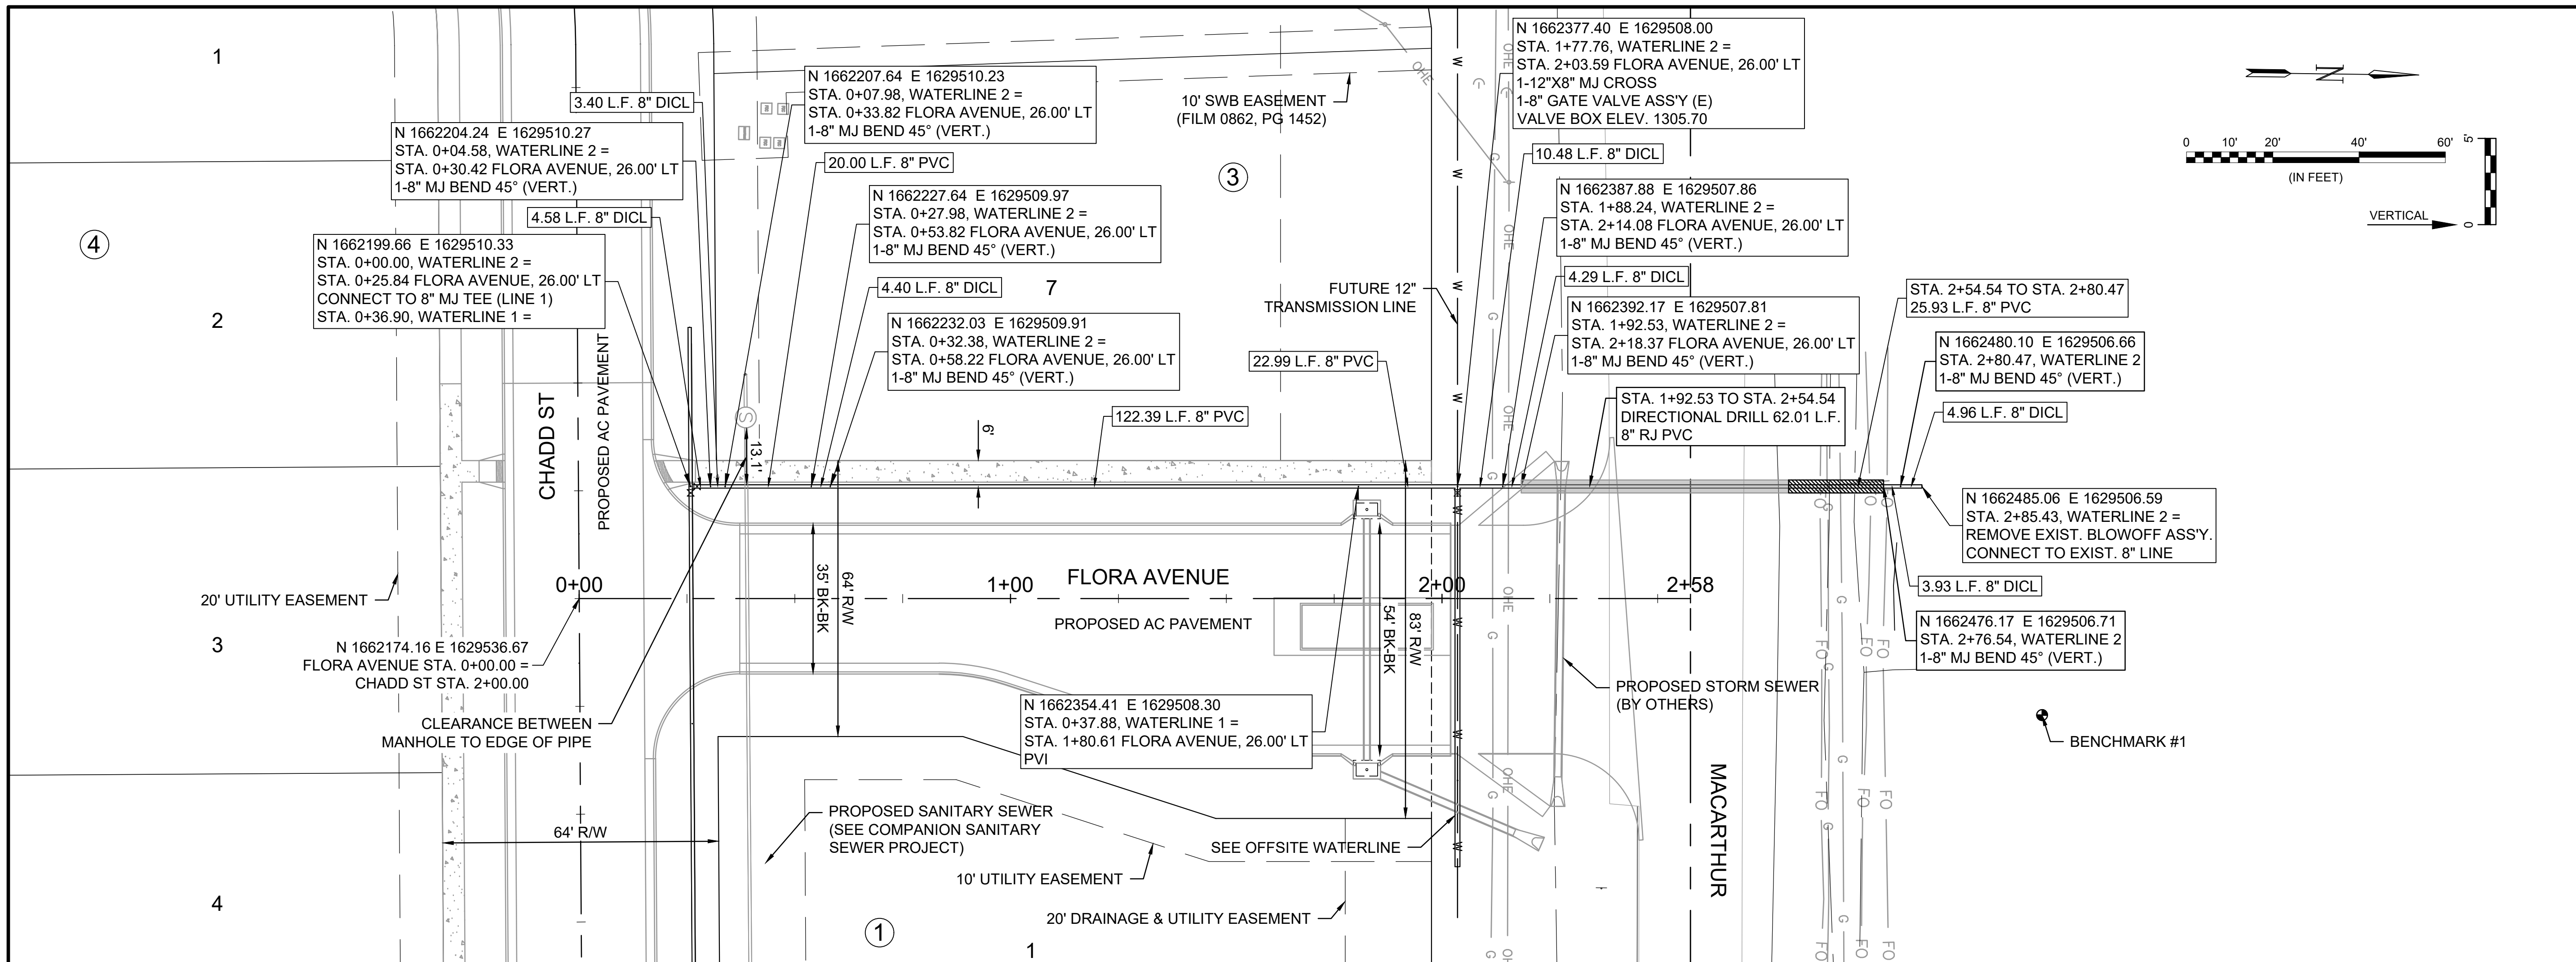 1
2
3
4
④
③
①
1
7
3.40 L.F. 8" DICL
N 1662204.24 E 1629510.27
STA. 0+04.58, WATERLINE 2 =
STA. 0+30.42 FLORA AVENUE, 26.00' LT
1-8" MJ BEND 45° (VERT.)
4.58 L.F. 8" DICL
N 1662199.66 E 1629510.33
STA. 0+00.00, WATERLINE 2 =
STA. 0+25.84 FLORA AVENUE, 26.00' LT
CONNECT TO 8" MJ TEE (LINE 1)
STA. 0+36.90, WATERLINE 1 =
N 1662207.64 E 1629510.23
STA. 0+07.98, WATERLINE 2 =
STA. 0+33.82 FLORA AVENUE, 26.00' LT
1-8" MJ BEND 45° (VERT.)
20.00 L.F. 8" PVC
N 1662227.64 E 1629509.97
STA. 0+27.98, WATERLINE 2 =
STA. 0+53.82 FLORA AVENUE, 26.00' LT
1-8" MJ BEND 45° (VERT.)
4.40 L.F. 8" DICL
N 1662232.03 E 1629509.91
STA. 0+32.38, WATERLINE 2 =
STA. 0+58.22 FLORA AVENUE, 26.00' LT
1-8" MJ BEND 45° (VERT.)
122.39 L.F. 8" PVC
10' SWB EASEMENT
(FILM 0862, PG 1452)
FUTURE 12"
TRANSMISSION LINE
22.99 L.F. 8" PVC
N 1662377.40 E 1629508.00
STA. 1+77.76, WATERLINE 2 =
STA. 2+03.59 FLORA AVENUE, 26.00' LT
1-12"X8" MJ CROSS
1-8" GATE VALVE ASS'Y (E)
VALVE BOX ELEV. 1305.70
10.48 L.F. 8" DICL
N 1662387.88 E 1629507.86
STA. 1+88.24, WATERLINE 2 =
STA. 2+14.08 FLORA AVENUE, 26.00' LT
1-8" MJ BEND 45° (VERT.)
4.29 L.F. 8" DICL
N 1662392.17 E 1629507.81
STA. 1+92.53, WATERLINE 2 =
STA. 2+18.37 FLORA AVENUE, 26.00' LT
1-8" MJ BEND 45° (VERT.)
STA. 1+92.53 TO STA. 2+54.54
DIRECTIONAL DRILL 62.01 L.F.
8" RJ PVC
STA. 2+54.54 TO STA. 2+80.47
25.93 L.F. 8" PVC
N 1662480.10 E 1629506.66
STA. 2+80.47, WATERLINE 2
1-8" MJ BEND 45° (VERT.)
4.96 L.F. 8" DICL
N 1662485.06 E 1629506.59
STA. 2+85.43, WATERLINE 2 =
REMOVE EXIST. BLOWOFF ASS'Y.
CONNECT TO EXIST. 8" LINE
3.93 L.F. 8" DICL
N 1662476.17 E 1629506.71
STA. 2+76.54, WATERLINE 2
1-8" MJ BEND 45° (VERT.)
N
0 10' 20' 40' 60'
(IN FEET)
VERTICAL
0 5'
CHADD ST
PROPOSED AC PAVEMENT
S
13.1'
6'
0+00
1+00
FLORA AVENUE
2+00
2+58
PROPOSED AC PAVEMENT
35' BK-BK
64' R/W
54' BK-BK
83' R/W
20' UTILITY EASEMENT
N 1662174.16 E 1629536.67
FLORA AVENUE STA. 0+00.00 =
CHADD ST STA. 2+00.00
CLEARANCE BETWEEN
MANHOLE TO EDGE OF PIPE
64' R/W
N 1662354.41 E 1629508.30
STA. 0+37.88, WATERLINE 1 =
STA. 1+80.61 FLORA AVENUE, 26.00' LT
PVI
PROPOSED SANITARY SEWER
(SEE COMPANION SANITARY
SEWER PROJECT)
10' UTILITY EASEMENT
SEE OFFSITE WATERLINE
20' DRAINAGE & UTILITY EASEMENT
PROPOSED STORM SEWER
(BY OTHERS)
MACARTHUR
BENCHMARK #1
W
W
W
W
W
W
W
W
OHE
OHE
OHE
OHE
OHE
OHE
OHE
G
G
G
G
G
G
G
G
G
FO
FO
FO
FO
FO
FO
FO
FO
FO